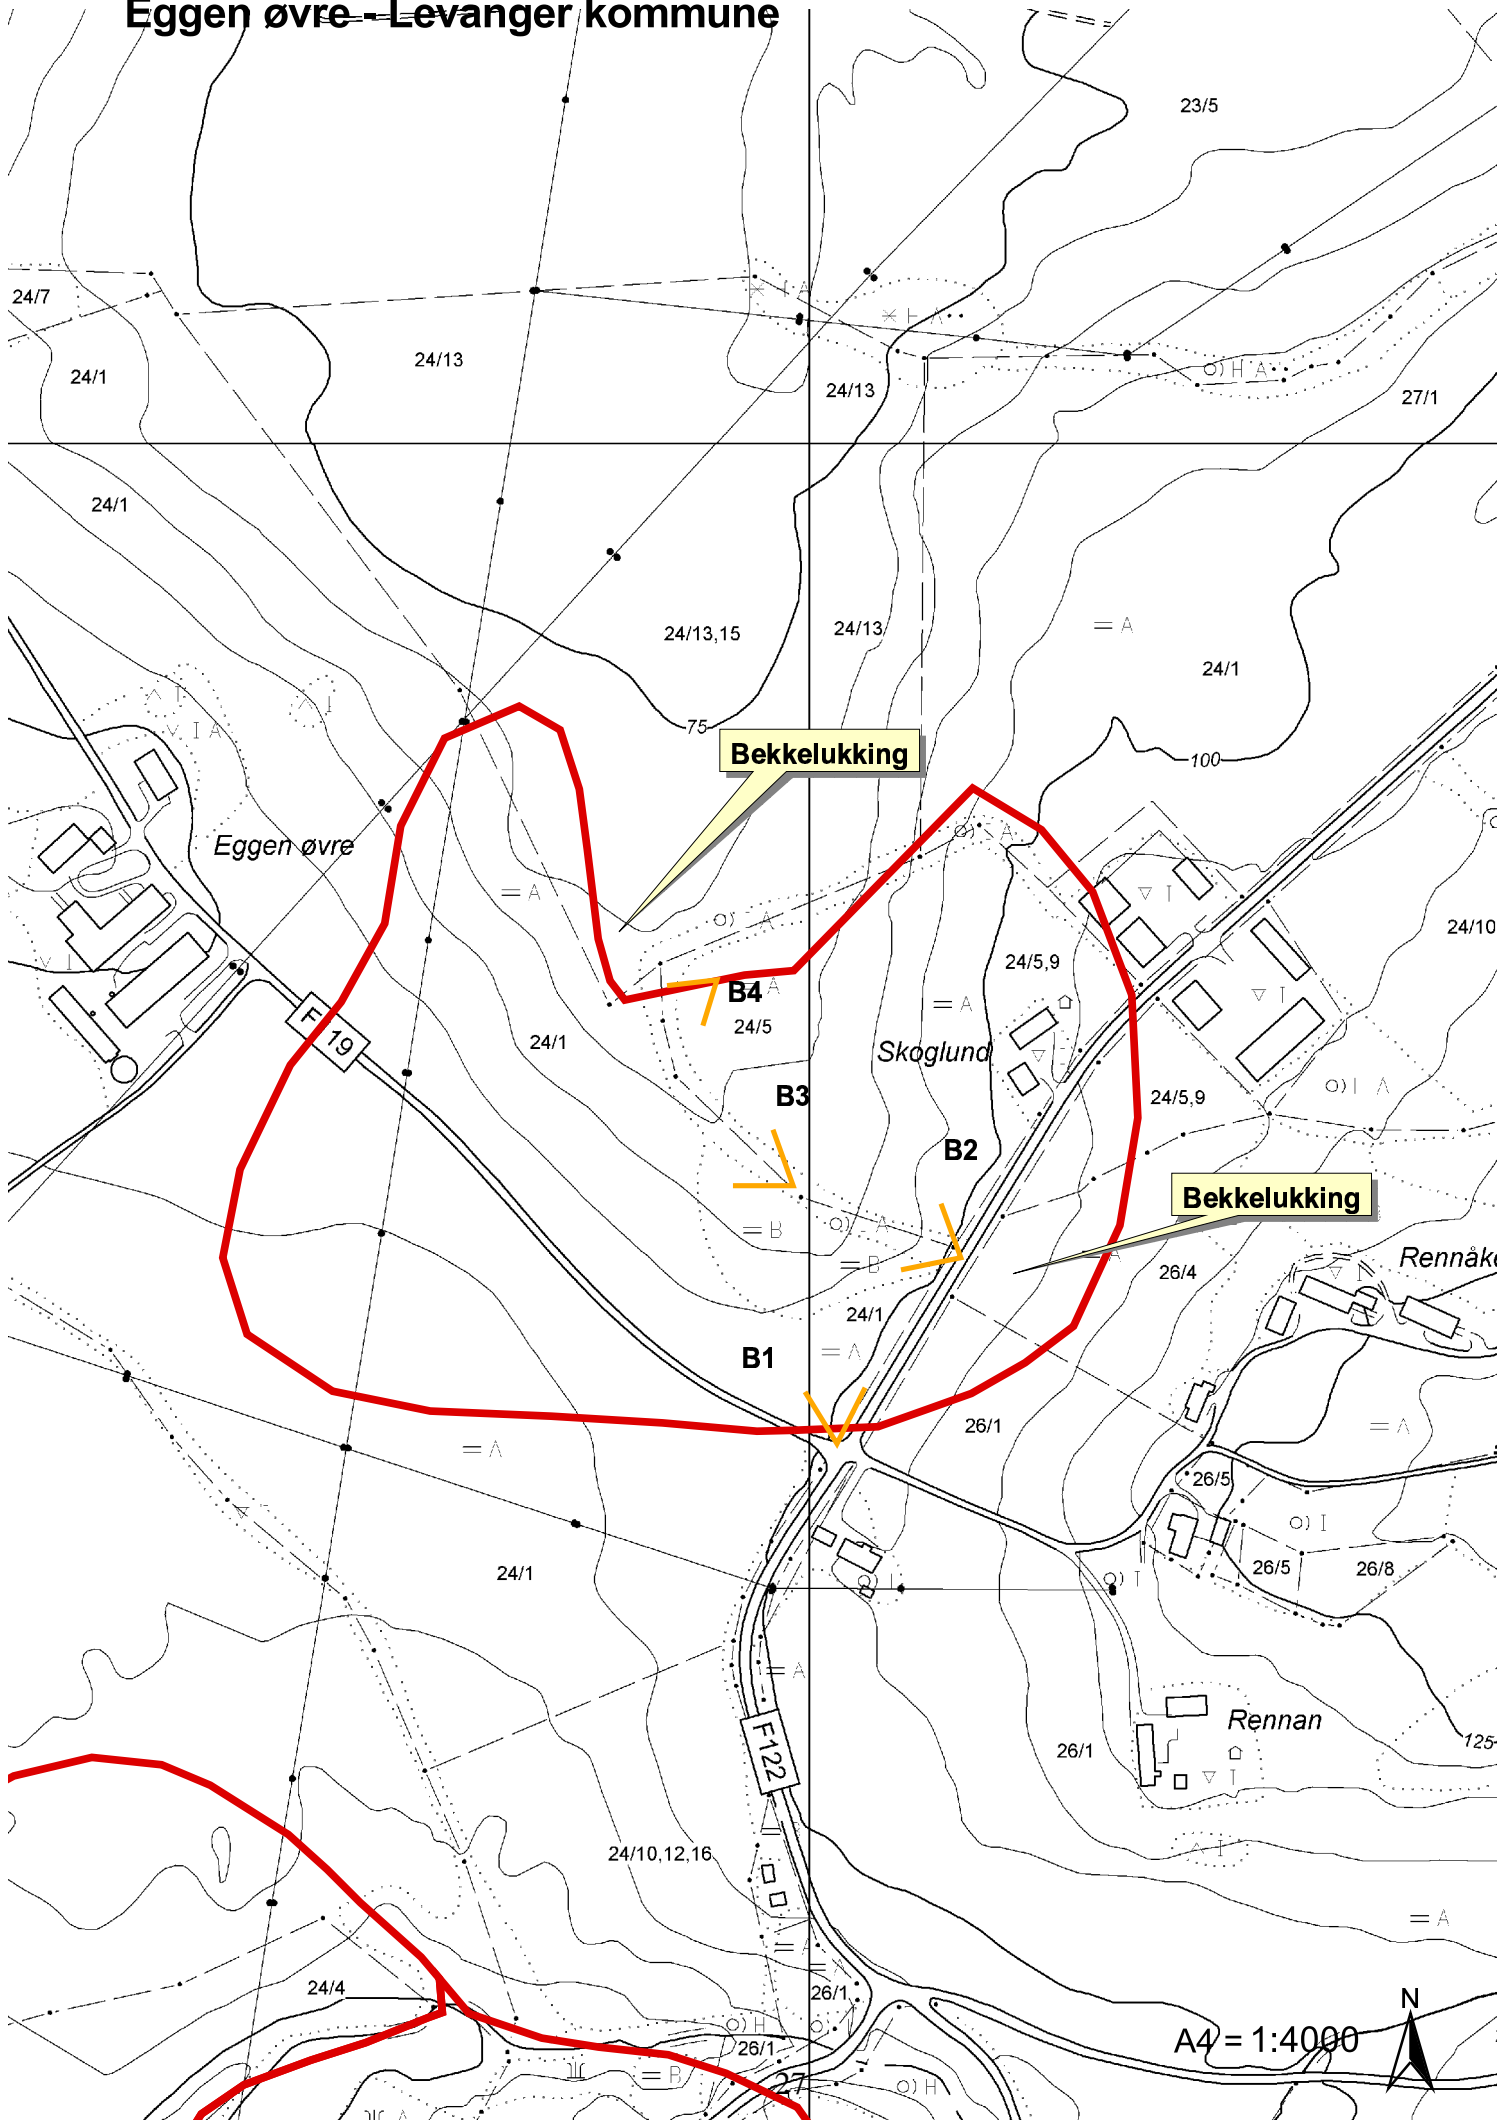 Eggen øvre - Levanger kommune
23/5
24/7
24/1
24/13
24/13
27/1
24/1
24/13,15
24/13
= A
24/1
75
Bekkelukking
100
Eggen øvre
= A
24/10
24/5,9
B4
24/5
= A
F 19
24/1
Skoglund
B3
24/5,9
B2
Bekkelukking
= B
= B
26/4
Rennåke
24/1
= A
B1
26/1
= A
= A
26/5
24/1
26/5
26/8
= A
F122
Rennan
26/1
125
24/10,12,16
= A
24/4
26/1
N
A4 = 1:4000
26/1
= B
27